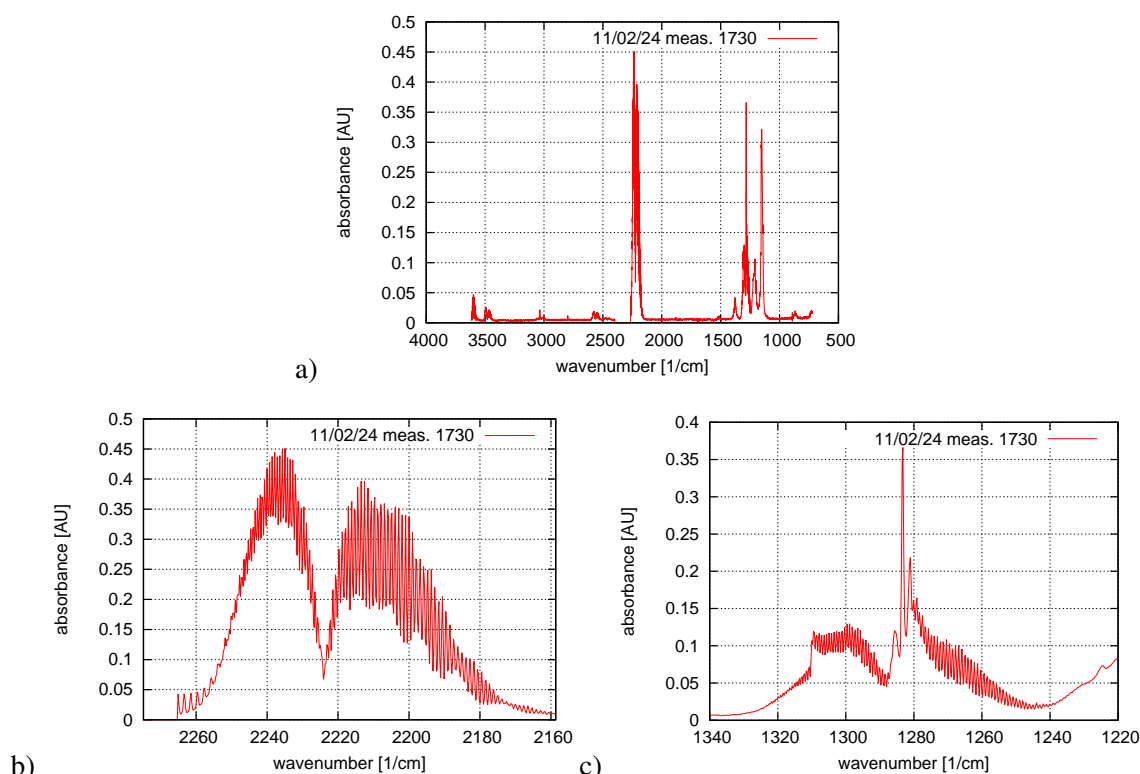 0.5
11/02/24 meas. 1730
0.45
0.4
0.35
0.3
0.25
0.2
0.15
0.1
0.05
0
absorbance [AU]
4000 3500 3000 2500 2000 1500 1000 500
wavenumber [1/cm]
a)
0.5
11/02/24 meas. 1730
0.45
0.4
0.35
0.3
0.25
0.2
0.15
0.1
0.05
0
absorbance [AU]
2260 2240 2220 2200 2180 2160
wavenumber [1/cm]
b)
0.4
11/02/24 meas. 1730
0.35
0.3
0.25
0.2
0.15
0.1
0.05
0
absorbance [AU]
1340 1320 1300 1280 1260 1240 1220
wavenumber [1/cm]
c)